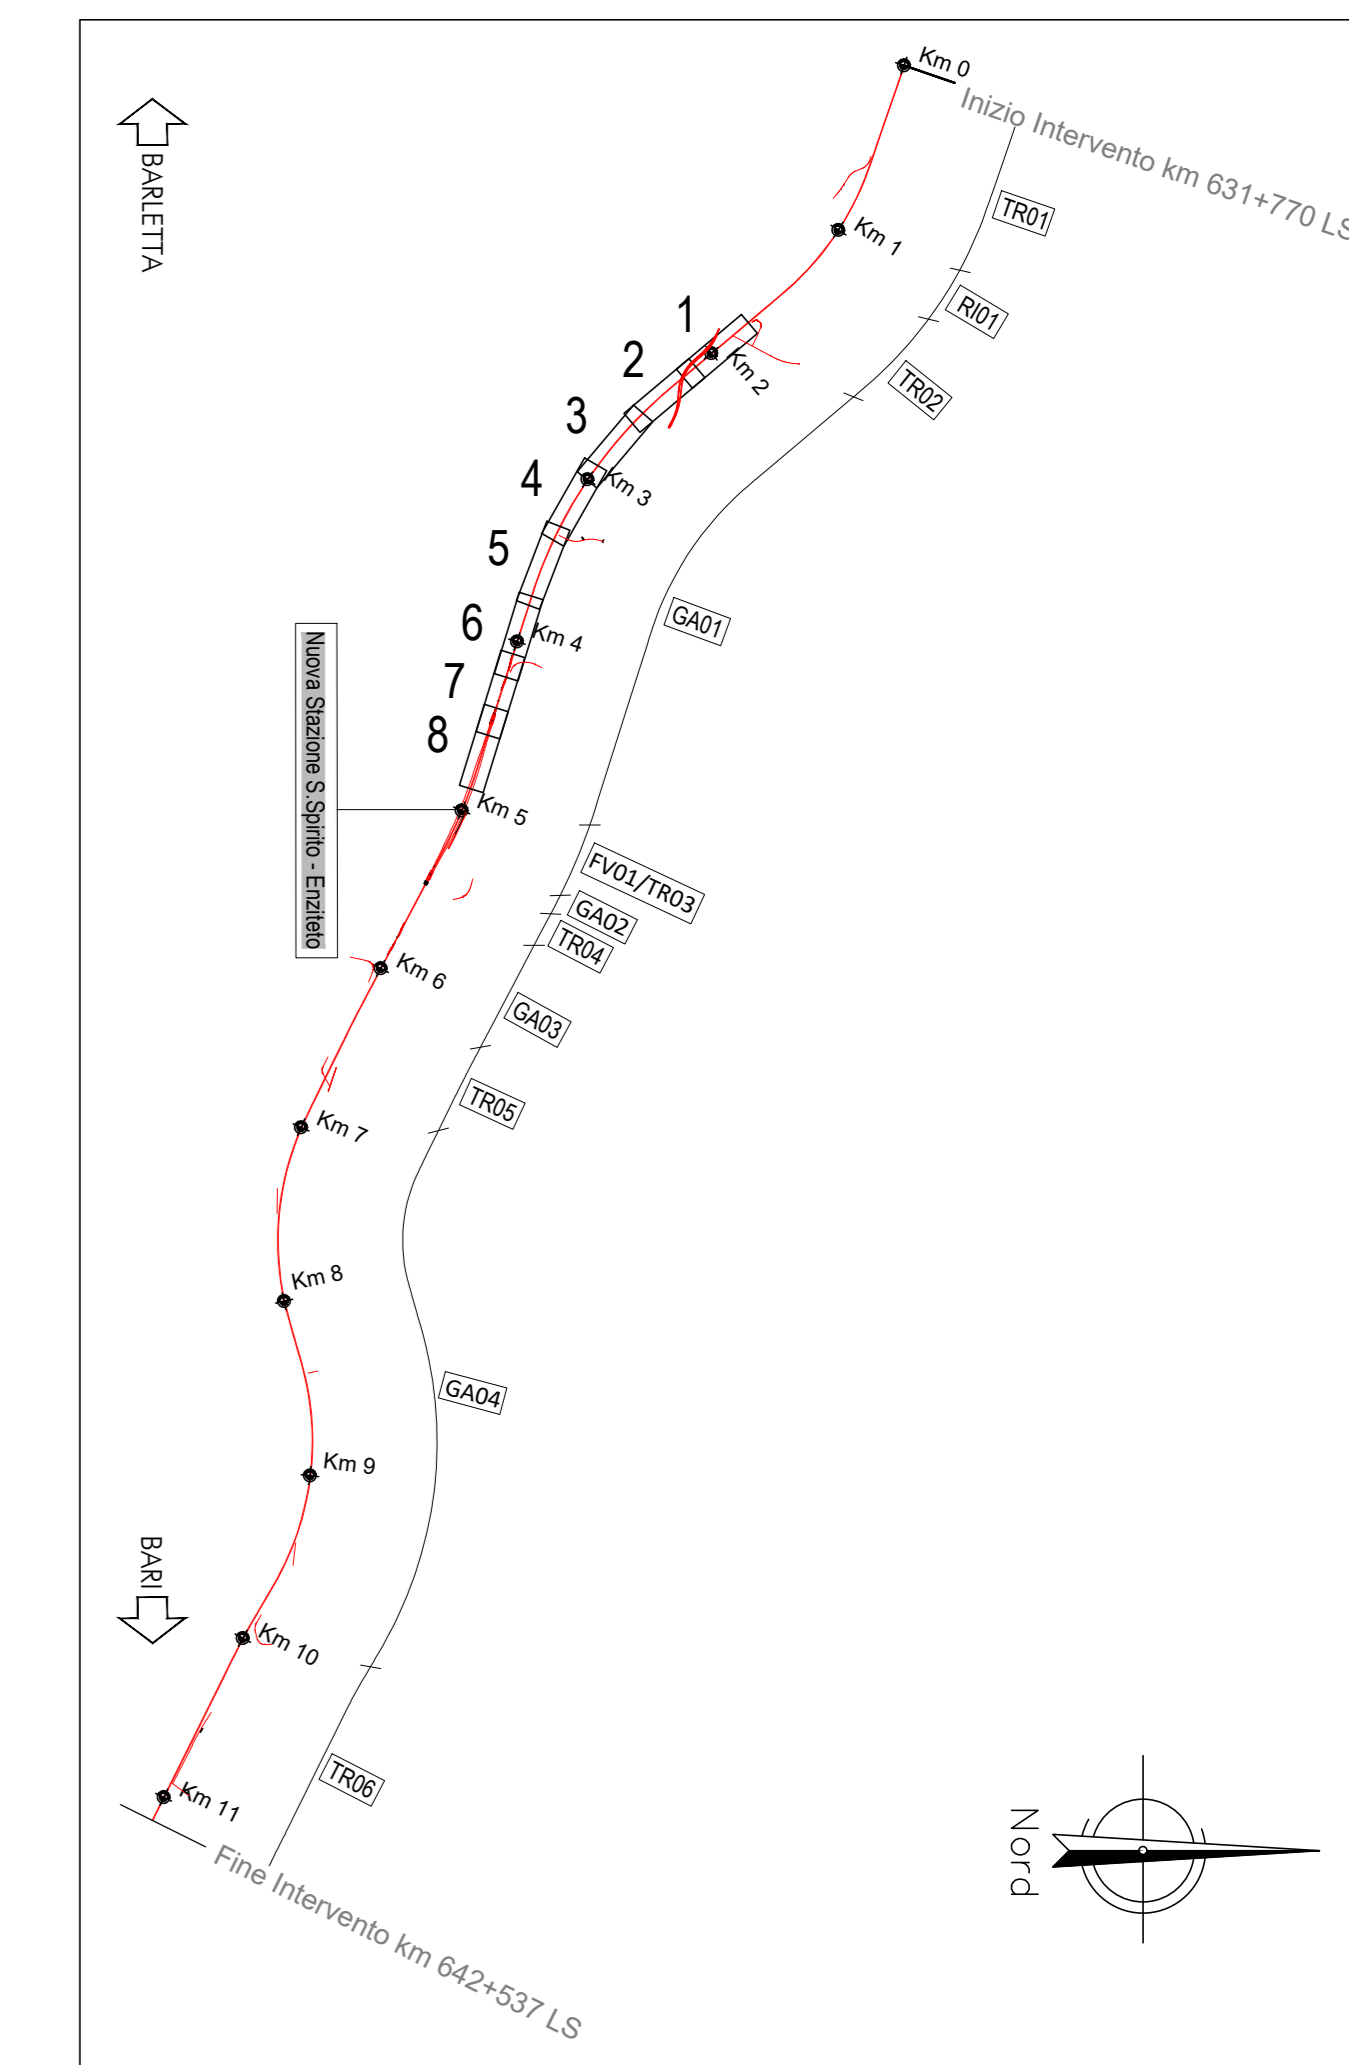 Km 0
Inizio Intervento km 631+770 LS
BARLETTA
TR01
Km 1
RI01
1
Km 2
2
TR02
3
4
Km 3
5
GA01
6
Km 4
7
8
Nuova Stazione S.Spirito - Enziteto
Km 5
FV01/TR03
GA02
TR04
Km 6
GA03
TR05
Km 7
Km 8
GA04
Km 9
BARI
Km 10
TR06
Km 11
Nord
Fine Intervento km 642+537 LS